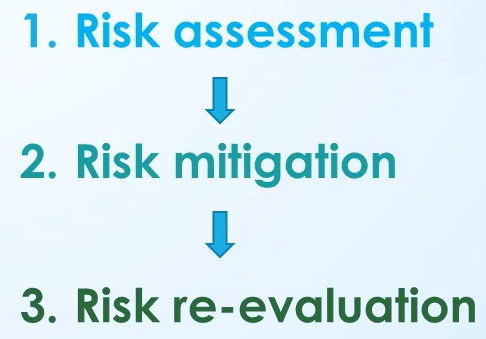 1. Risk assessment
2. Risk mitigation
3. Risk re-evaluation